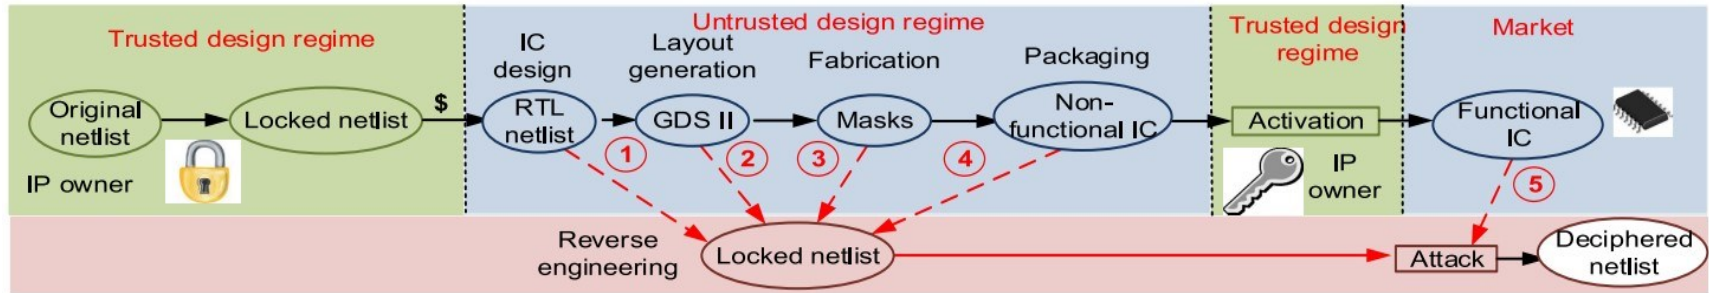 Trusted design regime
Untrusted design regime
Trusted design
regime
Market
IC
design
Layout
generation
Fabrication
Packaging
Original
netlist
Locked netlist
$
RTL
netlist
GDS II
Masks
Non-
functional IC
Activation
Functional
IC
IP owner
IP
owner
1
2
3
4
5
Reverse
engineering
Locked netlist
Attack
Deciphered
netlist